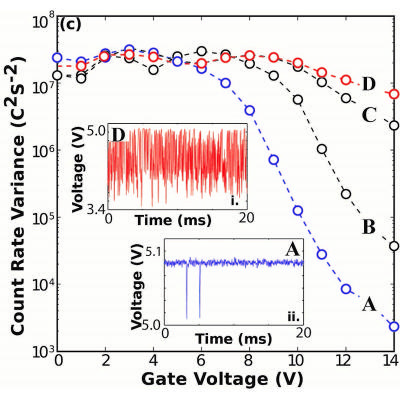 (c)
Count Rate Variance (C²s⁻²)
10⁸
10⁷
10⁶
10⁵
10⁴
10³
D
C
B
A
D
Voltage (V)
5.0
3.4
i.
0
20
Time (ms)
A
Voltage (V)
5.1
5.0
ii.
0
20
Time (ms)
0 2 4 6 8 10 12 14
Gate Voltage (V)